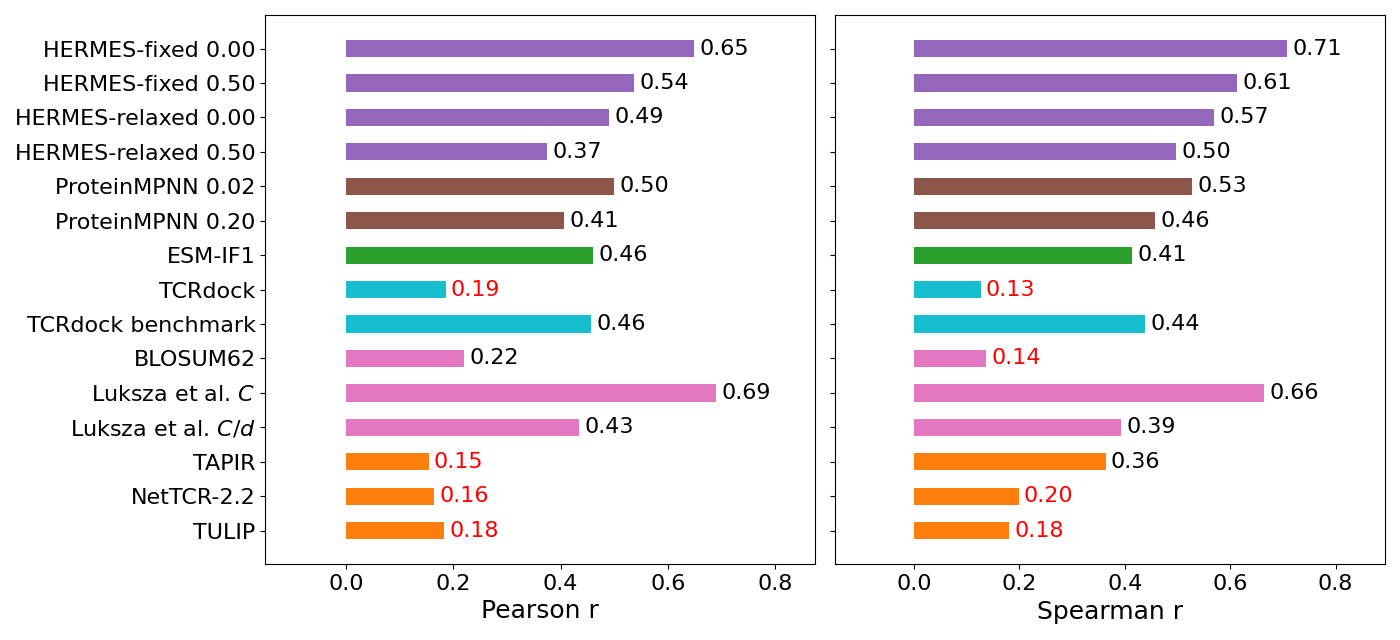 HERMES-fixed 0.00 0.65 0.71
HERMES-fixed 0.50 0.54 0.61
HERMES-relaxed 0.00 0.49 0.57
HERMES-relaxed 0.50 0.37 0.50
ProteinMPNN 0.02 0.50 0.53
ProteinMPNN 0.20 0.41 0.46
ESM-IF1 0.46 0.41
TCRdock 0.19 0.13
TCRdock benchmark 0.46 0.44
BLOSUM62 0.22 0.14
Luksza et al. C 0.69 0.66
Luksza et al. C/d 0.43 0.39
TAPIR 0.15 0.36
NetTCR-2.2 0.16 0.20
TULIP 0.18 0.18
0.0 0.2 0.4 0.6 0.8 0.0 0.2 0.4 0.6 0.8
Pearson r Spearman r